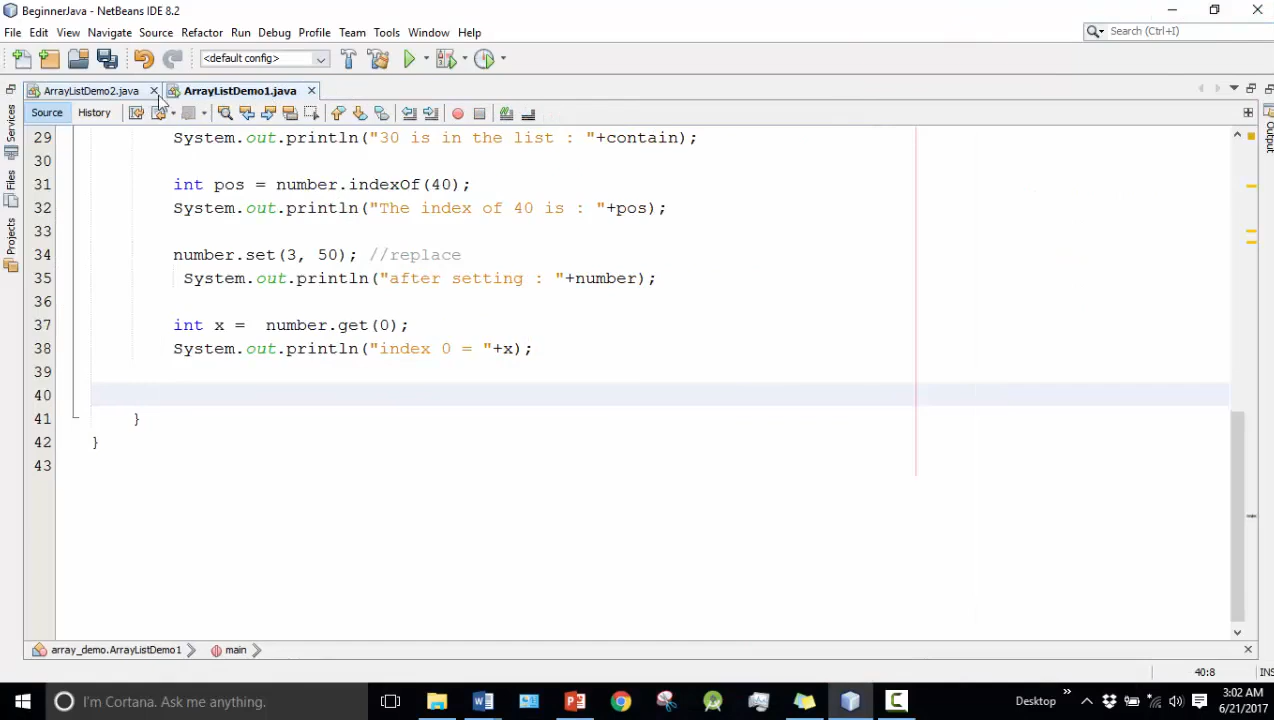 BeginnerJava - NetBeans IDE 8.2
File Edit View Navigate Source Refactor Run Debug Profile Team Tools Window Help
Search (Ctrl+I)
<default config>
ArrayListDemo2.java ArrayListDemo1.java
Source History
29 System.out.println("30 is in the list : "+contain);
30
31 int pos = number.indexOf(40);
32 System.out.println("The index of 40 is : "+pos);
33
34 number.set(3, 50); //replace
35 System.out.println("after setting : "+number);
36
37 int x = number.get(0);
38 System.out.println("index 0 = "+x);
39
40
41 }
42 }
43
Services
Files
Projects
Output
array_demo.ArrayListDemo1 main
40:8 INS
I'm Cortana. Ask me anything.
Desktop
3:02 AM
6/21/2017